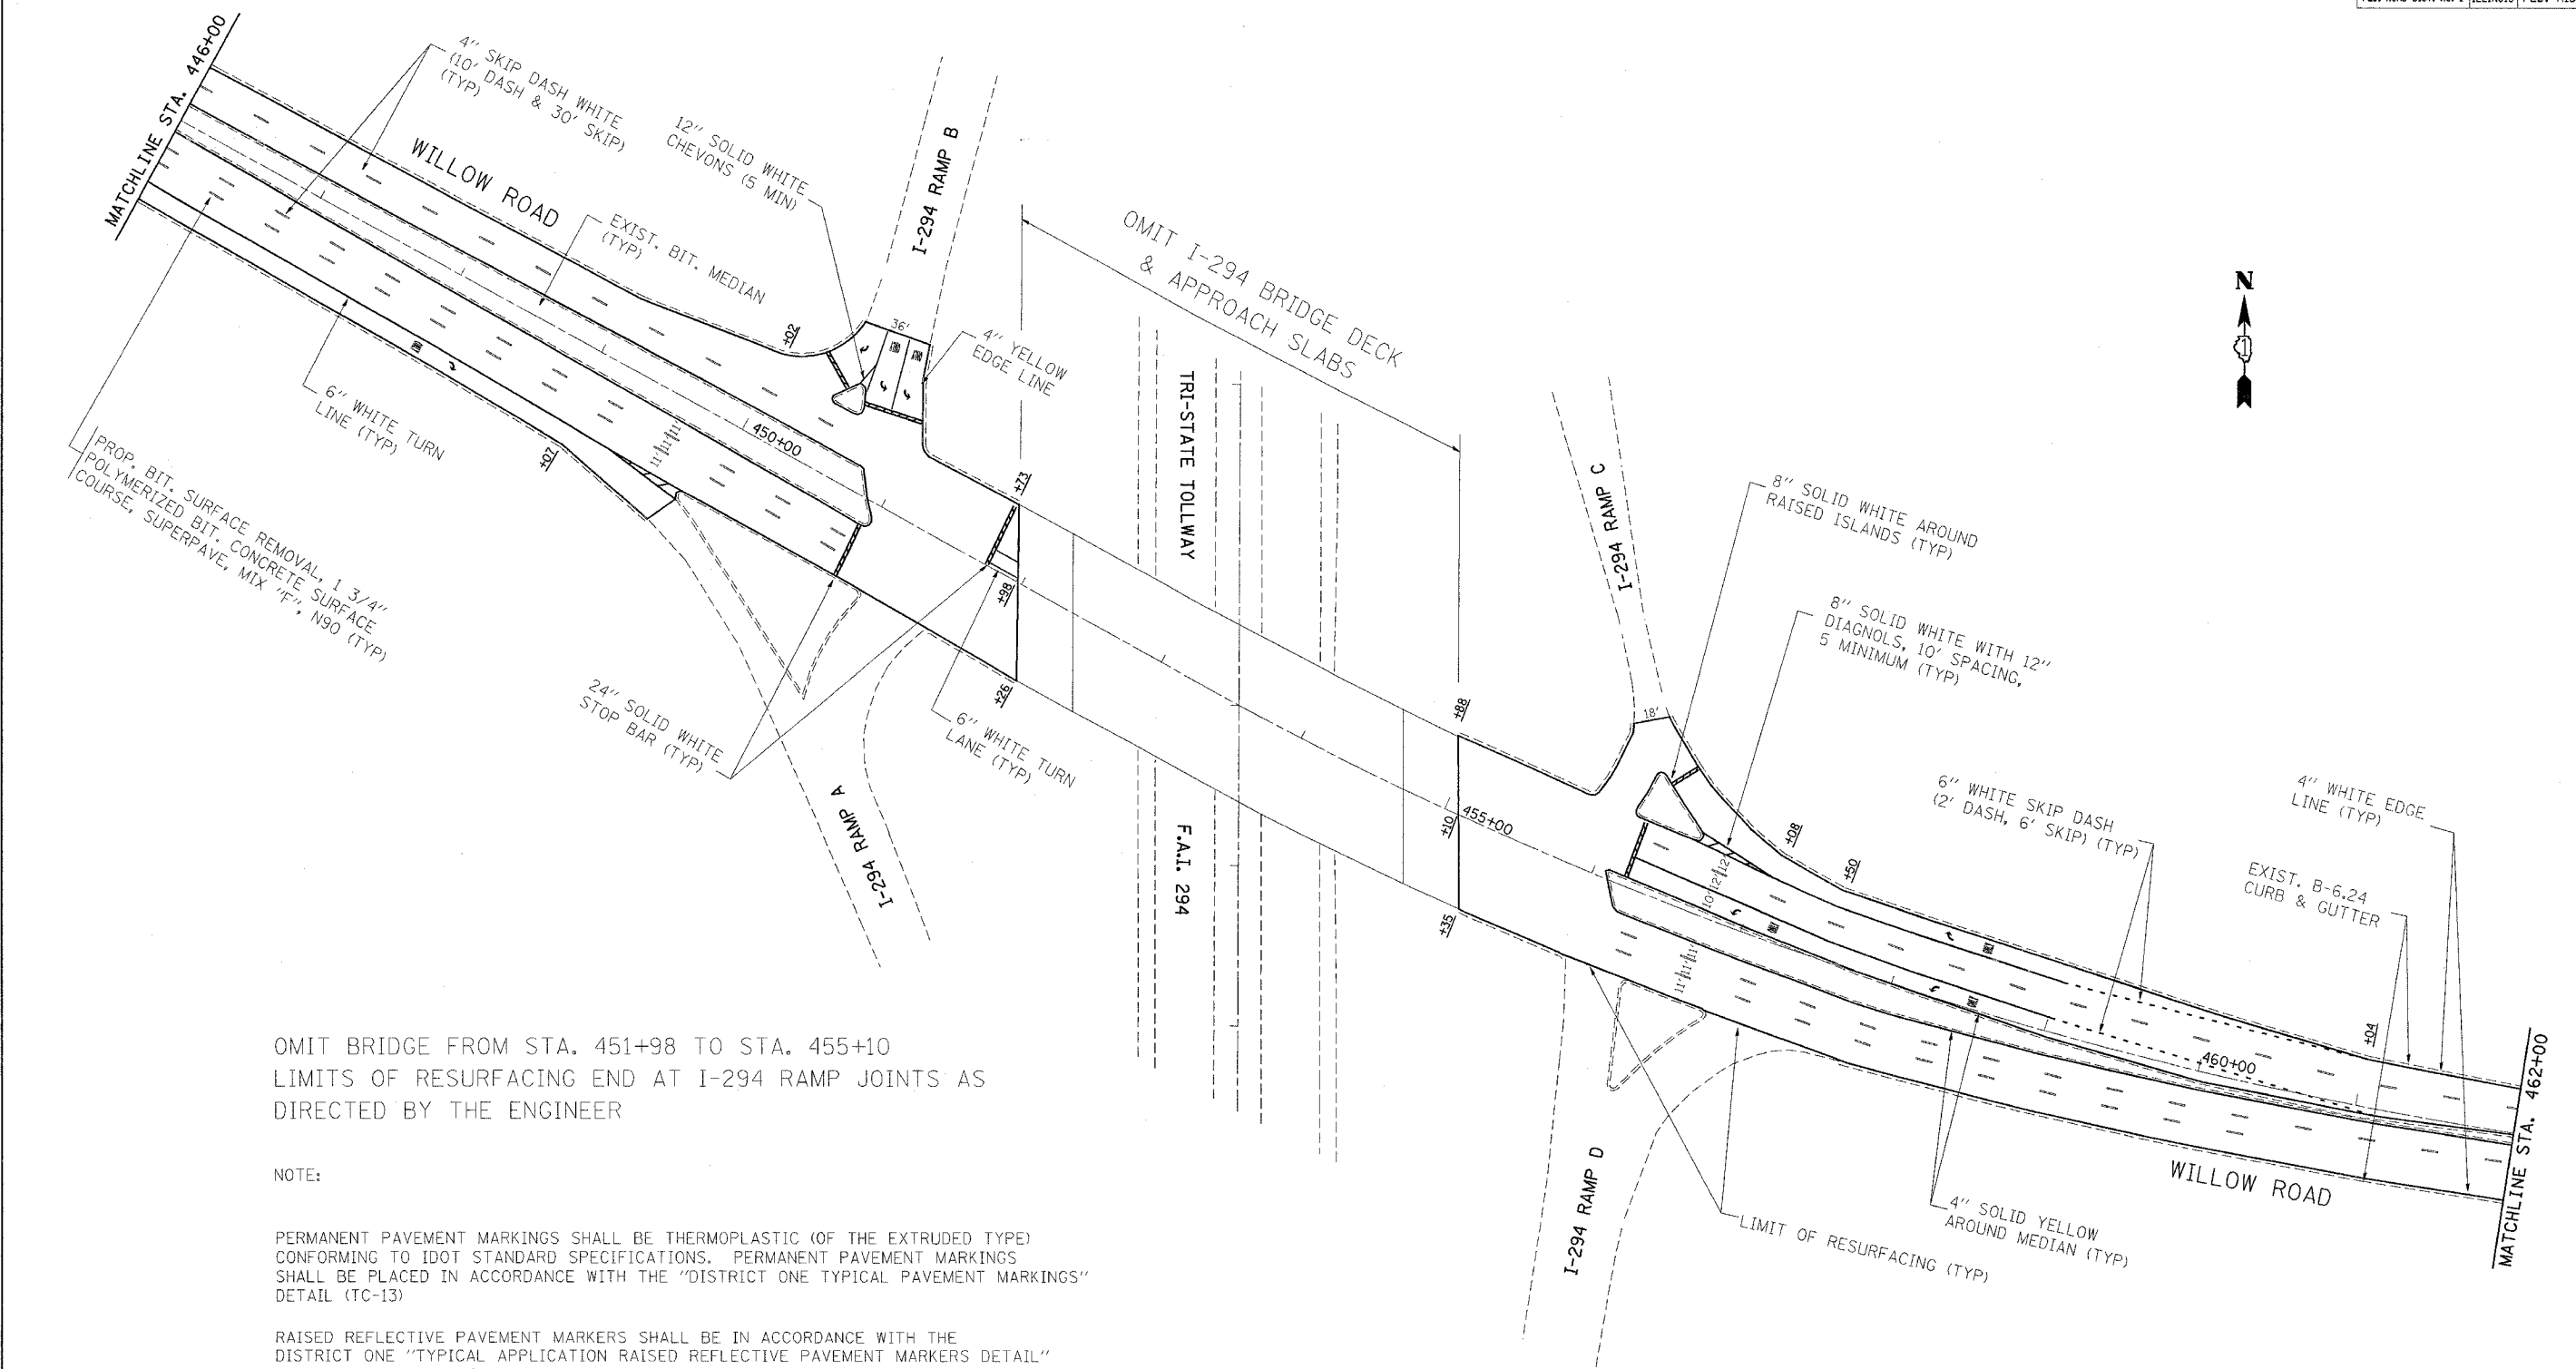 MATCHLINE STA. 446+00
4" SKIP DASH WHITE
(10' DASH & 30' SKIP)
(TYP)
WILLOW ROAD
12" SOLID WHITE
CHEVONS (5 MIN)
EXIST. BIT. MEDIAN
(TYP)
I-294 RAMP B
OMIT I-294 BRIDGE DECK
& APPROACH SLABS
N
1
+02
36'
4" YELLOW
EDGE LINE
6" WHITE TURN
LINE (TYP)
PROP. BIT. SURFACE REMOVAL, 1 3/4"
POLYMERIZED BIT. CONCRETE SURFACE
COURSE, SUPERPAVE, MIX "F", N90 (TYP)
+07
11' 11' 11'
450+00
+73
+98
+26
24" SOLID WHITE
STOP BAR (TYP)
6" WHITE TURN
LANE (TYP)
I-294 RAMP A
TRI-STATE TOLLWAY
F.A.I. 294
+88
+10
455+00
+35
I-294 RAMP C
18'
8" SOLID WHITE AROUND
RAISED ISLANDS (TYP)
8" SOLID WHITE WITH 12"
DIAGNOLS, 10' SPACING,
5 MINIMUM (TYP)
10' 12' 12'
11' 11' 11'
+08
+50
6" WHITE SKIP DASH
(2' DASH, 6' SKIP) (TYP)
4" WHITE EDGE
LINE (TYP)
EXIST. B-6.24
CURB & GUTTER
+04
460+00
MATCHLINE STA. 462+00
WILLOW ROAD
4" SOLID YELLOW
AROUND MEDIAN (TYP)
LIMIT OF RESURFACING (TYP)
I-294 RAMP D
OMIT BRIDGE FROM STA. 451+98 TO STA. 455+10
LIMITS OF RESURFACING END AT I-294 RAMP JOINTS AS
DIRECTED BY THE ENGINEER
NOTE:
PERMANENT PAVEMENT MARKINGS SHALL BE THERMOPLASTIC (OF THE EXTRUDED TYPE)
CONFORMING TO IDOT STANDARD SPECIFICATIONS. PERMANENT PAVEMENT MARKINGS
SHALL BE PLACED IN ACCORDANCE WITH THE "DISTRICT ONE TYPICAL PAVEMENT MARKINGS"
DETAIL (TC-13)
RAISED REFLECTIVE PAVEMENT MARKERS SHALL BE IN ACCORDANCE WITH THE
DISTRICT ONE "TYPICAL APPLICATION RAISED REFLECTIVE PAVEMENT MARKERS DETAIL"